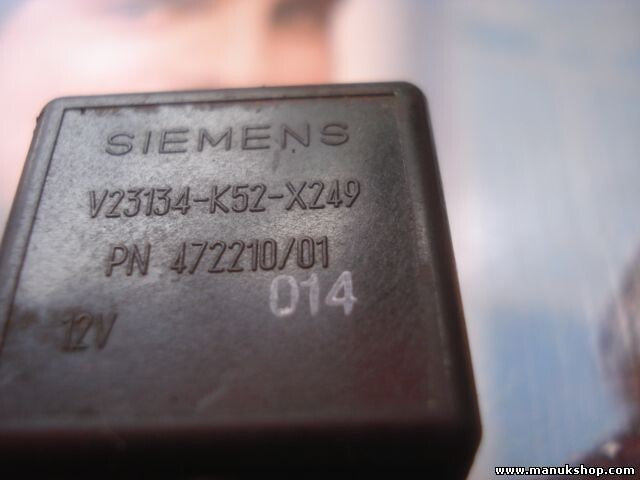 SIEMENS
V23134-K52-X249
PN 472210/01
014
12V
www.manukshop.com